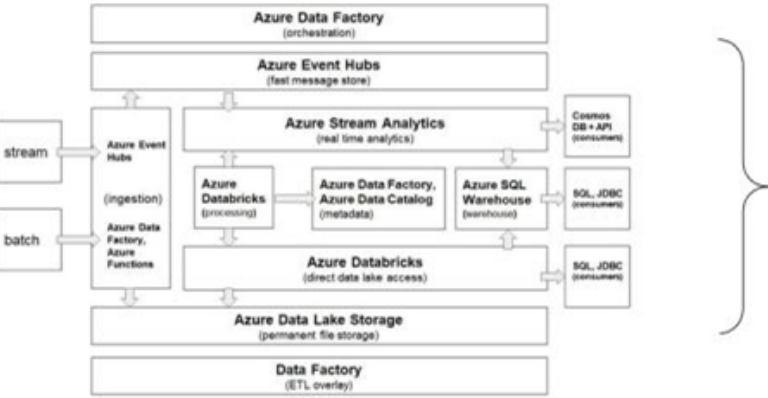 Azure Data Factory
(orchestration)
Azure Event Hubs
(fast message store)
stream
batch
Azure Event
Hubs
(ingestion)
Azure Data
Factory,
Azure
Functions
Azure Stream Analytics
(real time analytics)
Cosmos
DB + API
(consumers)
Azure
Databricks
(processing)
Azure Data Factory,
Azure Data Catalog
(metadata)
Azure SQL
Warehouse
(warehouse)
SQL, JDBC
(consumers)
Azure Databricks
(direct data lake access)
SQL, JDBC
(consumers)
Azure Data Lake Storage
(permanent file storage)
Data Factory
(ETL overlay)